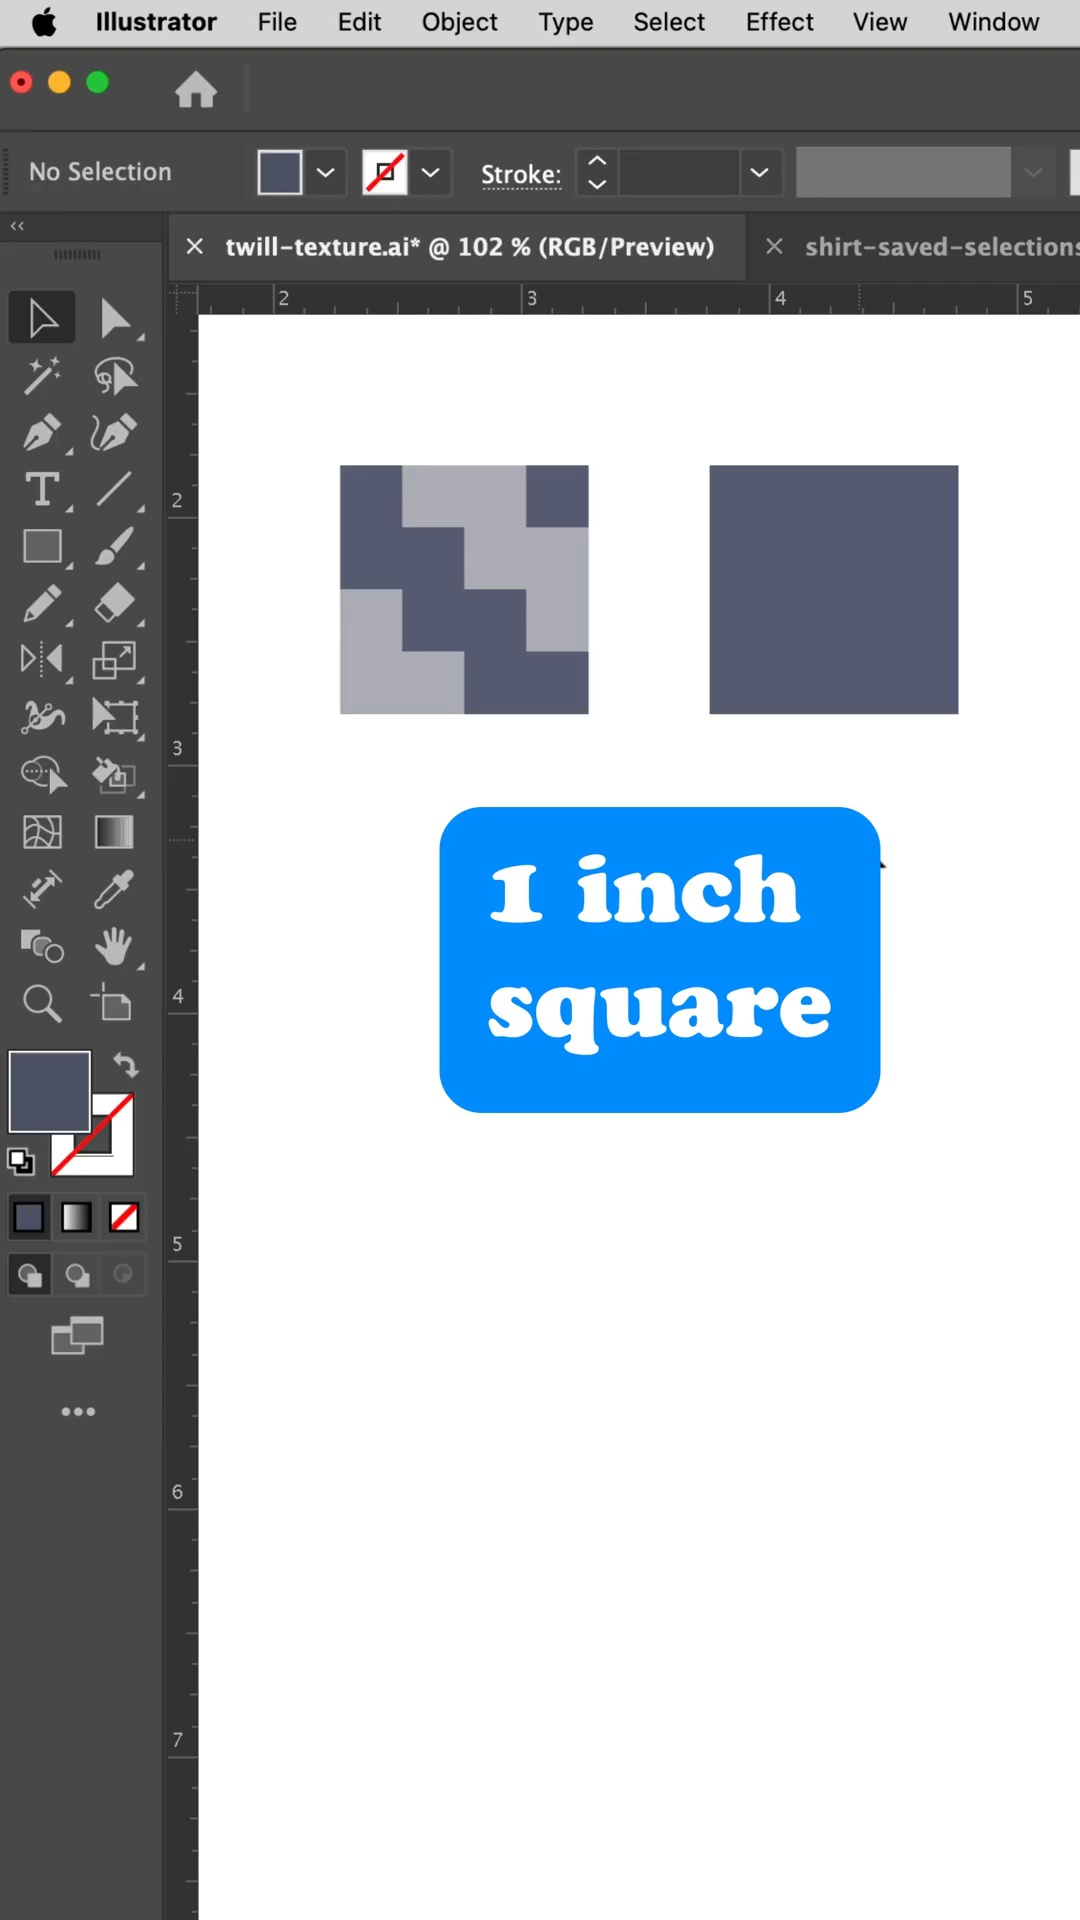 Illustrator File Edit Object Type Select Effect View Window
No Selection Stroke:
twill-texture.ai* @ 102 % (RGB/Preview) shirt-saved-selections
2 3 4 5
2
3
1 inch
square
4
5
6
7